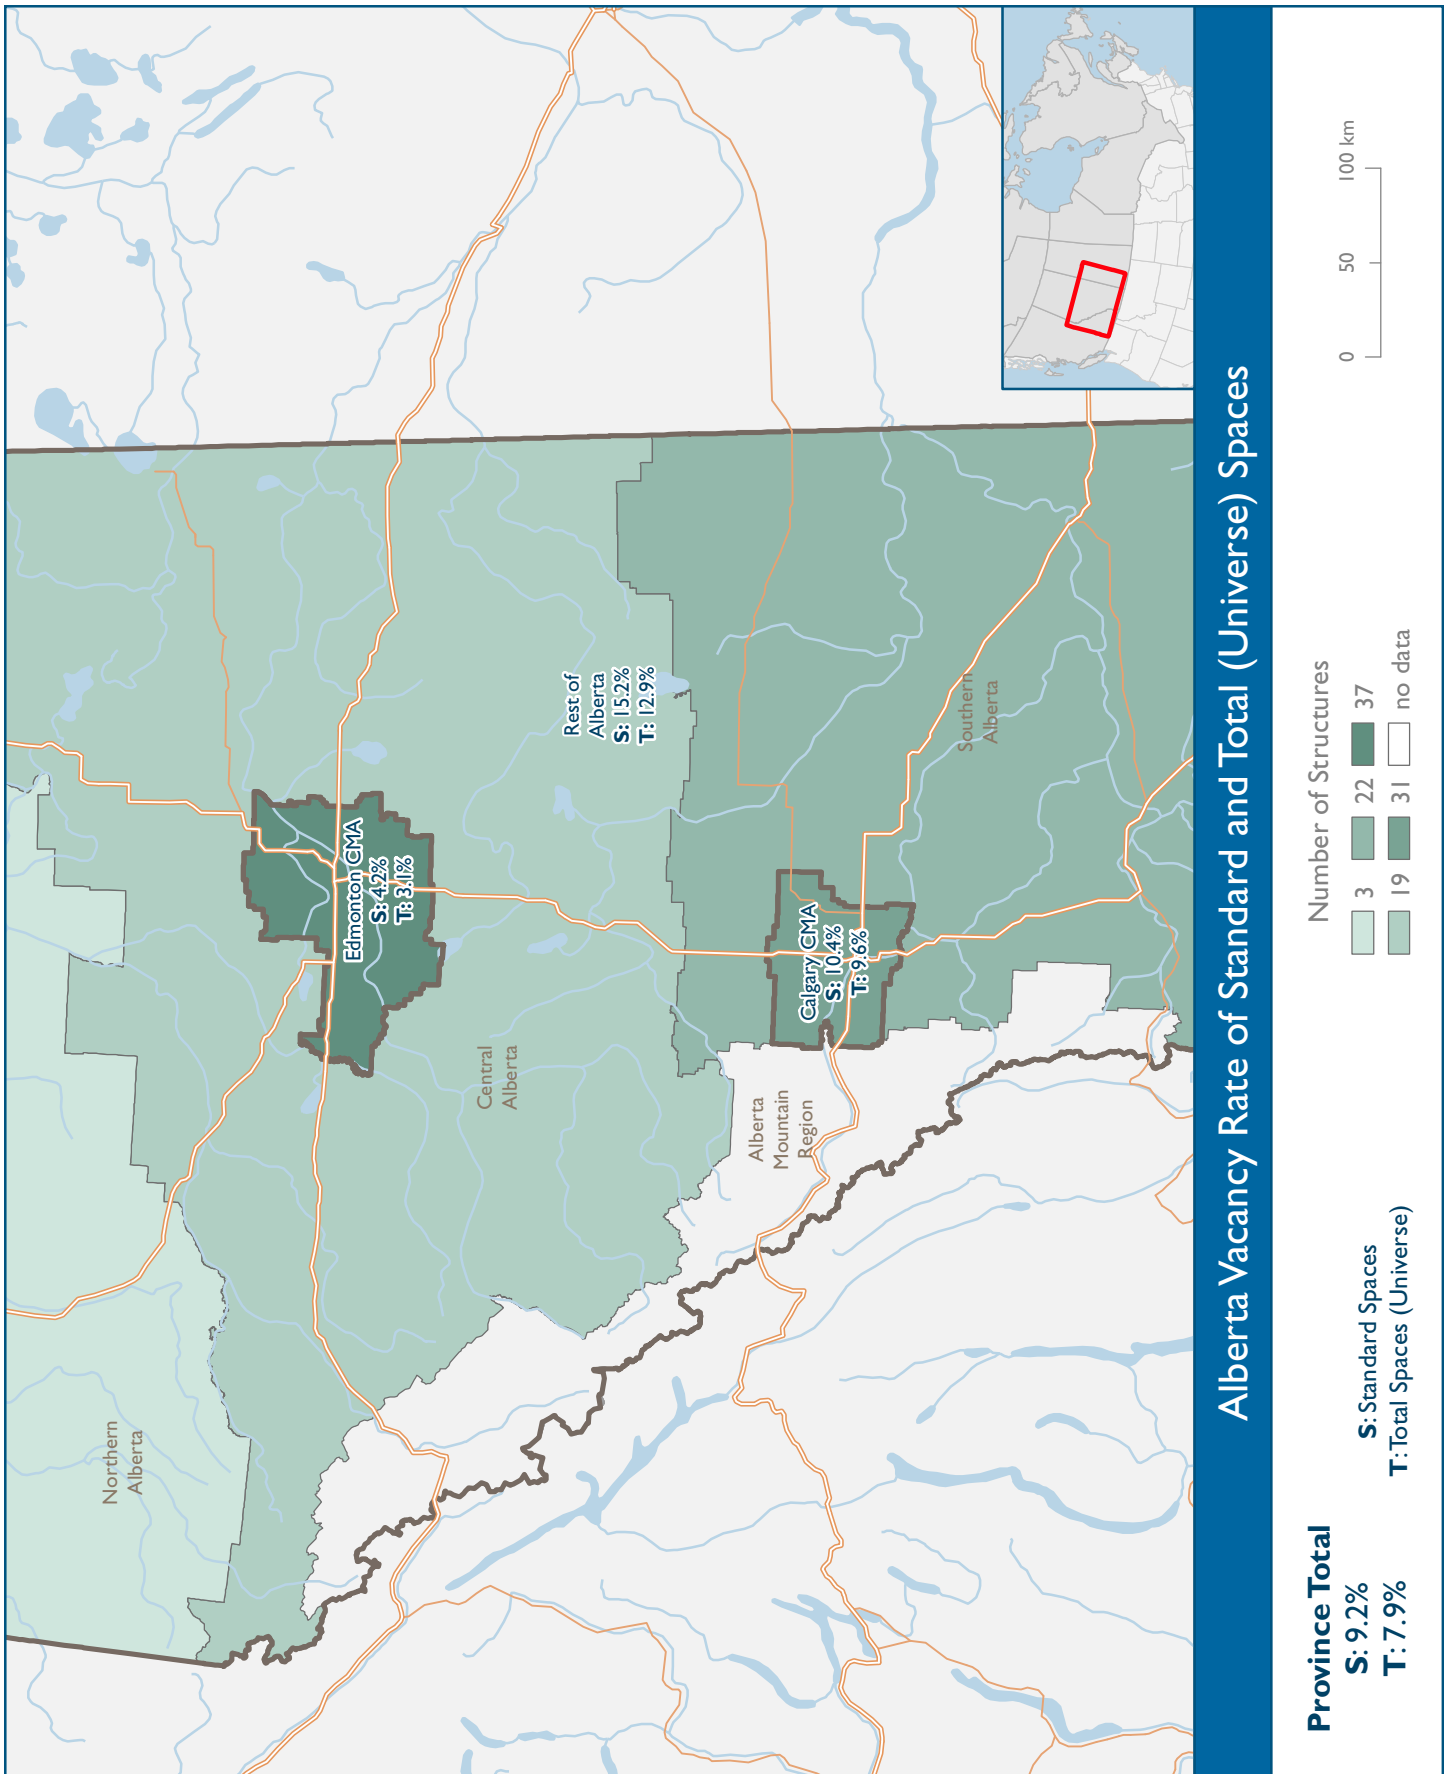 Northern
Alberta
Edmonton CMA
S: 4.2%
T: 3.1%
Central
Alberta
Rest of
Alberta
S: 15.2%
T: 12.9%
Alberta
Mountain
Region
Calgary CMA
S: 10.4%
T: 9.6%
Southern
Alberta
Alberta Vacancy Rate of Standard and Total (Universe) Spaces
Province Total
S: 9.2%
T: 7.9%
S: Standard Spaces
T: Total Spaces (Universe)
Number of Structures
3 22 37
19 31 no data
0 50 100 km